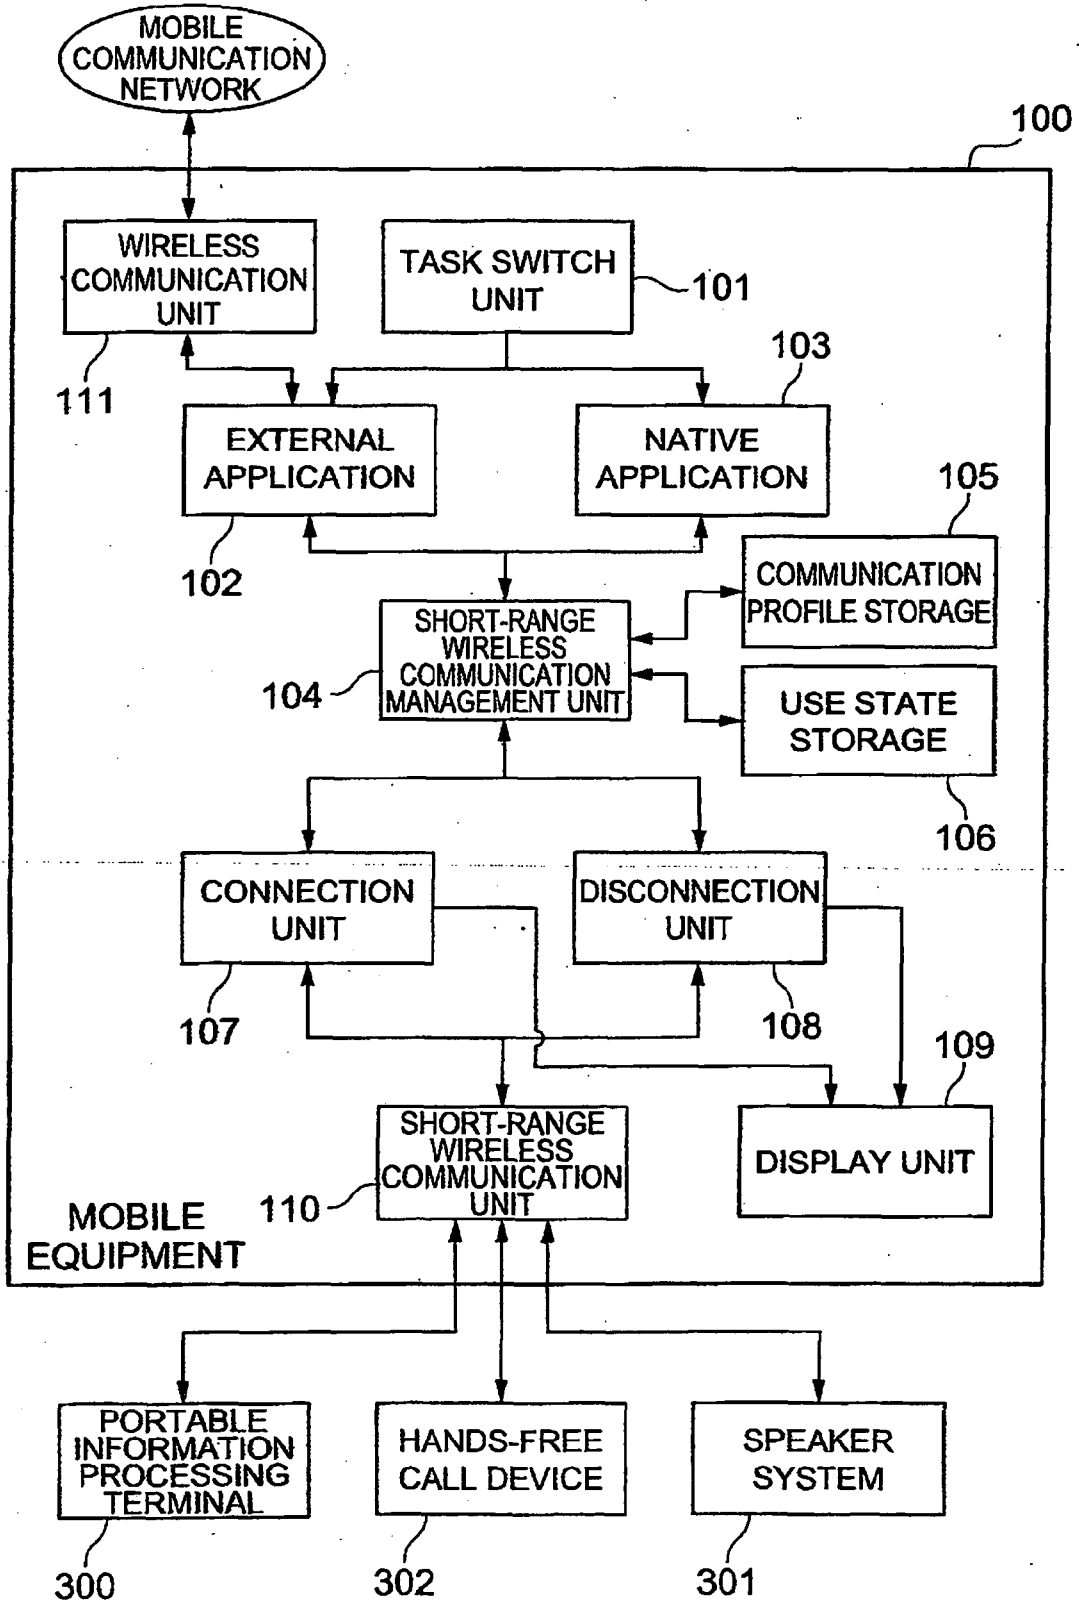 MOBILE
COMMUNICATION
NETWORK
100
WIRELESS
COMMUNICATION
UNIT
111
TASK SWITCH
UNIT
101
103
EXTERNAL
APPLICATION
102
NATIVE
APPLICATION
105
COMMUNICATION
PROFILE STORAGE
SHORT-RANGE
WIRELESS
COMMUNICATION
MANAGEMENT UNIT
104
USE STATE
STORAGE
106
CONNECTION
UNIT
107
DISCONNECTION
UNIT
108
109
SHORT-RANGE
WIRELESS
COMMUNICATION
UNIT
110
DISPLAY UNIT
MOBILE
EQUIPMENT
PORTABLE
INFORMATION
PROCESSING
TERMINAL
300
HANDS-FREE
CALL DEVICE
302
SPEAKER
SYSTEM
301